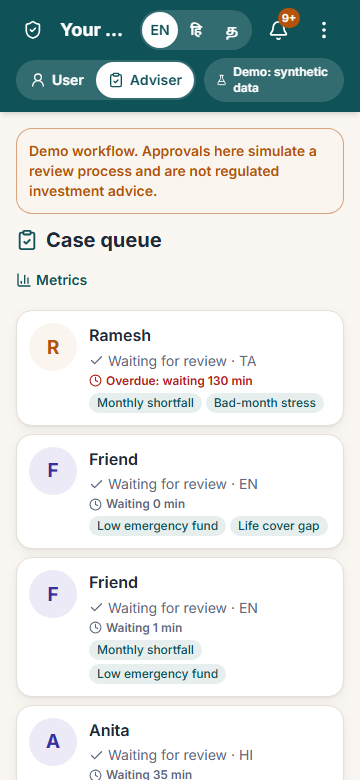 Your ...
EN
हि
த
9+
User
Adviser
Demo: synthetic
data
Demo workflow. Approvals here simulate a
review process and are not regulated
investment advice.
Case queue
Metrics
R
Ramesh
Waiting for review · TA
Overdue: waiting 130 min
Monthly shortfall
Bad-month stress
F
Friend
Waiting for review · EN
Waiting 0 min
Low emergency fund
Life cover gap
F
Friend
Waiting for review · EN
Waiting 1 min
Monthly shortfall
Low emergency fund
A
Anita
Waiting for review · HI
Waiting 35 min